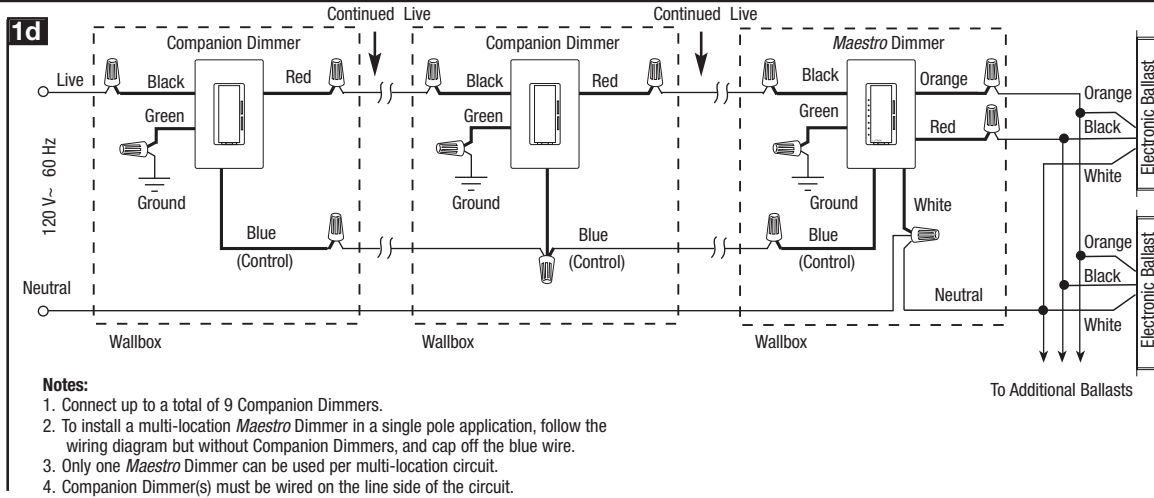 1d
Continued Live
Continued Live
Companion Dimmer
Companion Dimmer
Maestro Dimmer
Live
Black
Red
Black
Red
Black
Orange
Orange
Green
Green
Green
Red
Black
Electronic Ballast
120 V~ 60 Hz
White
Ground
Ground
Ground
White
Blue
(Control)
Blue
(Control)
Blue
(Control)
Orange
Black
Electronic Ballast
Neutral
Neutral
White
Wallbox
Wallbox
Wallbox
To Additional Ballasts
Notes:
1. Connect up to a total of 9 Companion Dimmers.
2. To install a multi-location Maestro Dimmer in a single pole application, follow the
wiring diagram but without Companion Dimmers, and cap off the blue wire.
3. Only one Maestro Dimmer can be used per multi-location circuit.
4. Companion Dimmer(s) must be wired on the line side of the circuit.